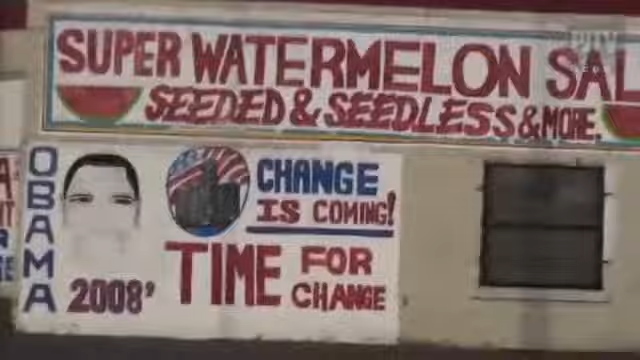 SUPER WATERMELON SAL
SEEDED & SEEDLESS & MORE.
OBAMA
2008'
CHANGE
IS COMING!
TIME FOR
CHANGE